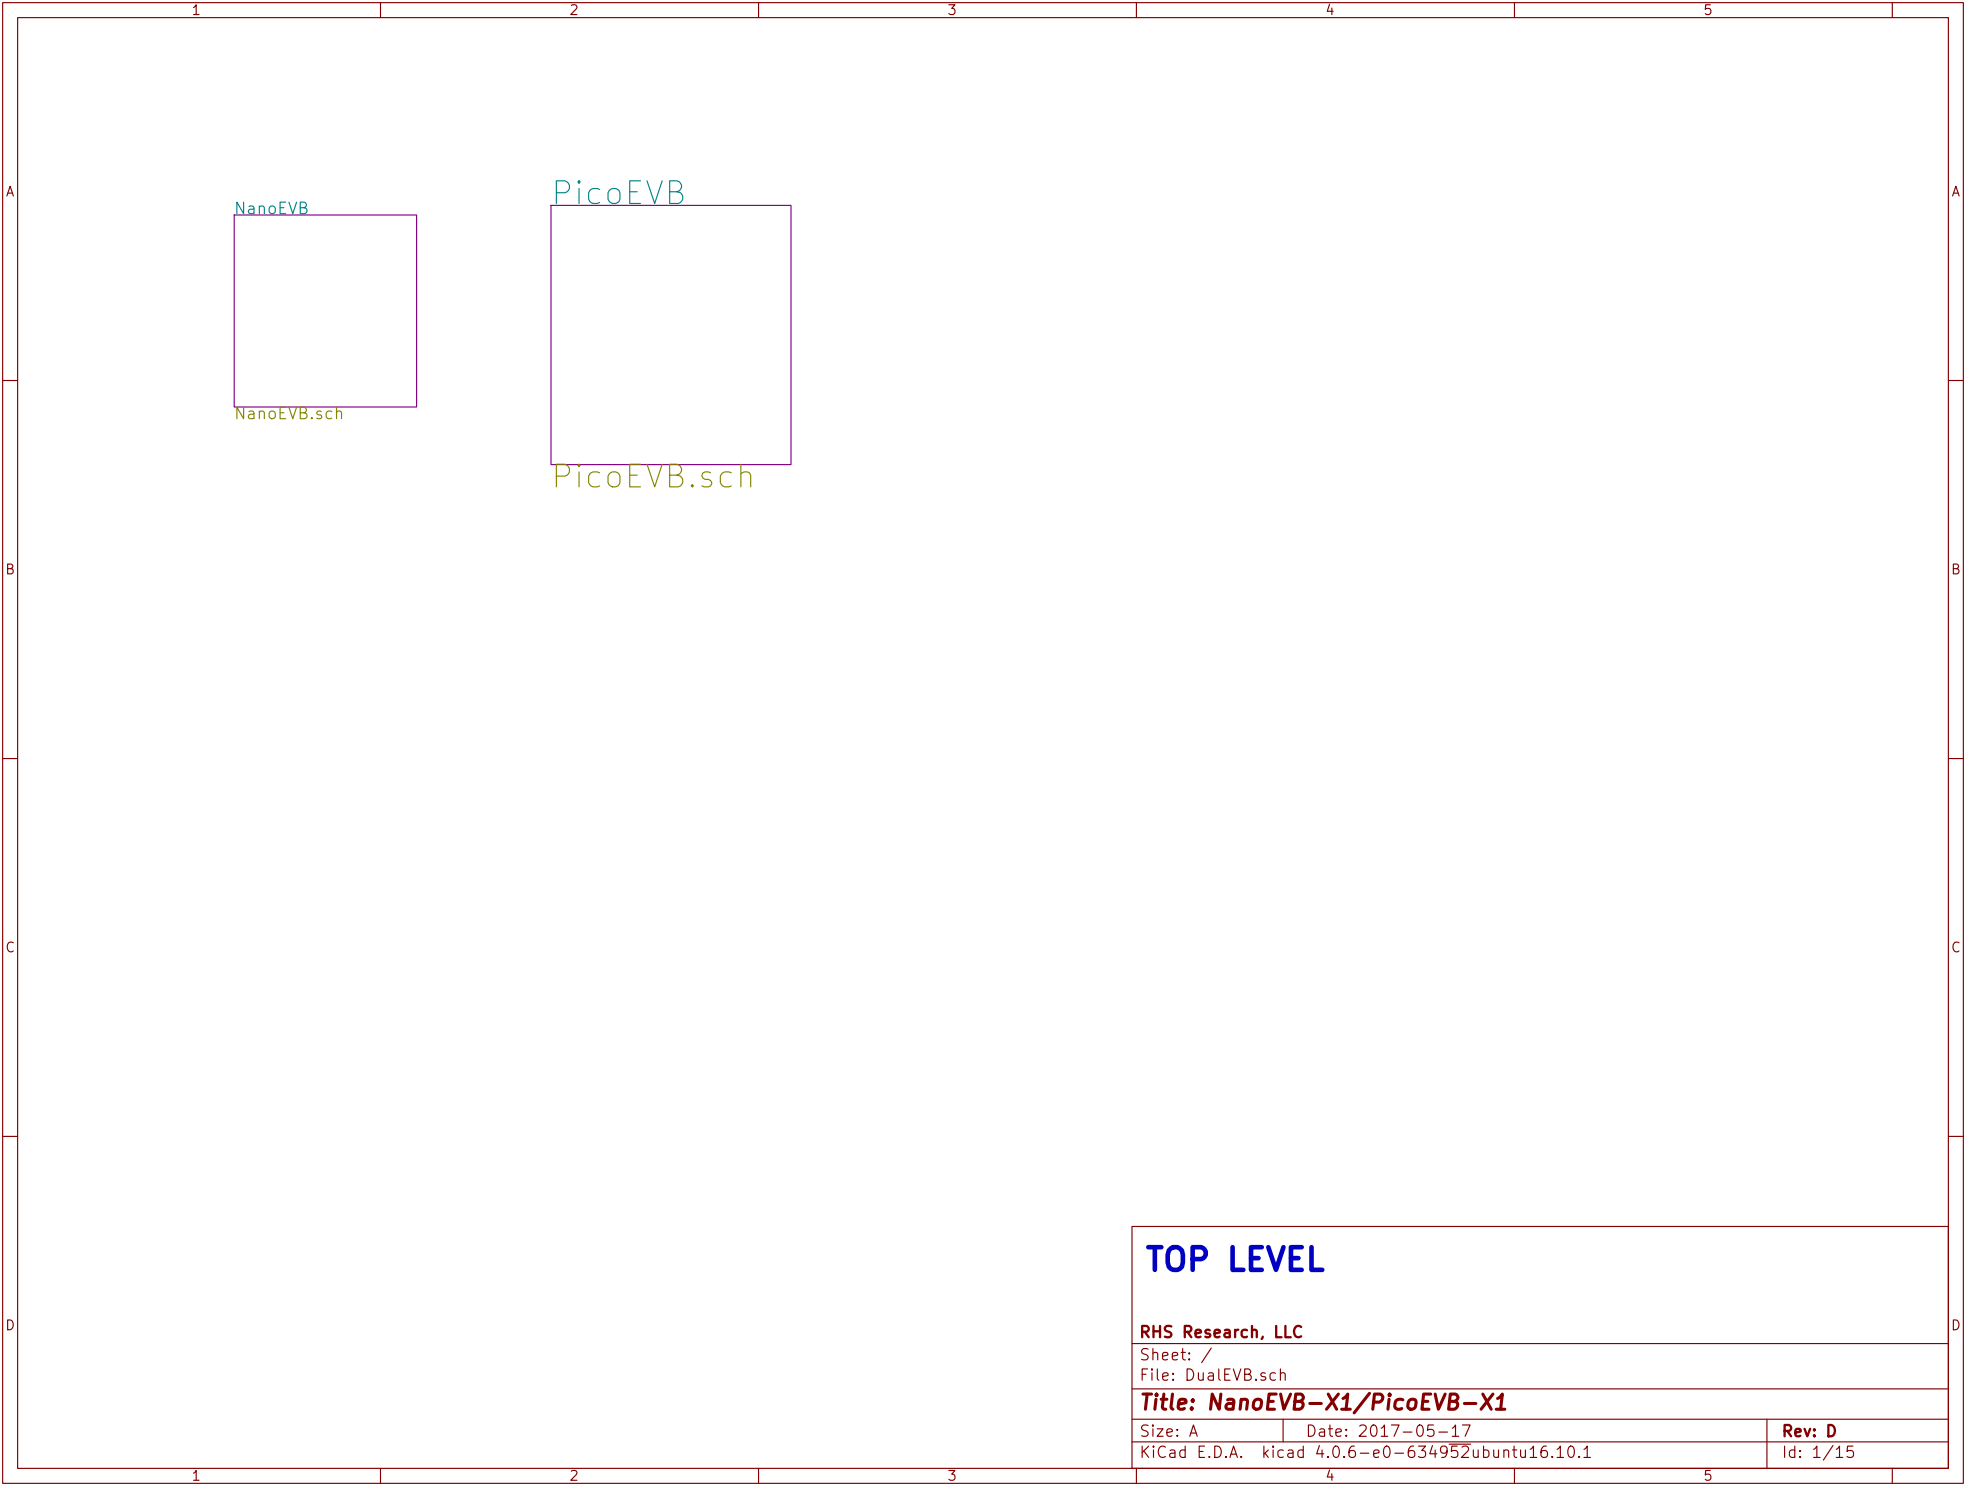 1 2 3 4 5
A A
PicoEVB
NanoEVB
NanoEVB.sch
PicoEVB.sch
B B
C C
TOP LEVEL
D D
RHS Research, LLC
Sheet: /
File: DualEVB.sch
Title: NanoEVB-X1/PicoEVB-X1
Size: A Date: 2017-05-17 Rev: D
KiCad E.D.A. kicad 4.0.6-e0-634952ubuntu16.10.1 Id: 1/15
1 2 3 4 5